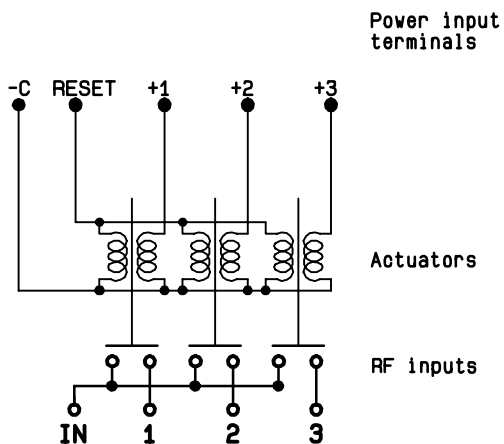 Power input
terminals
-C RESET +1 +2 +3
Actuators
RF inputs
IN 1 2 3